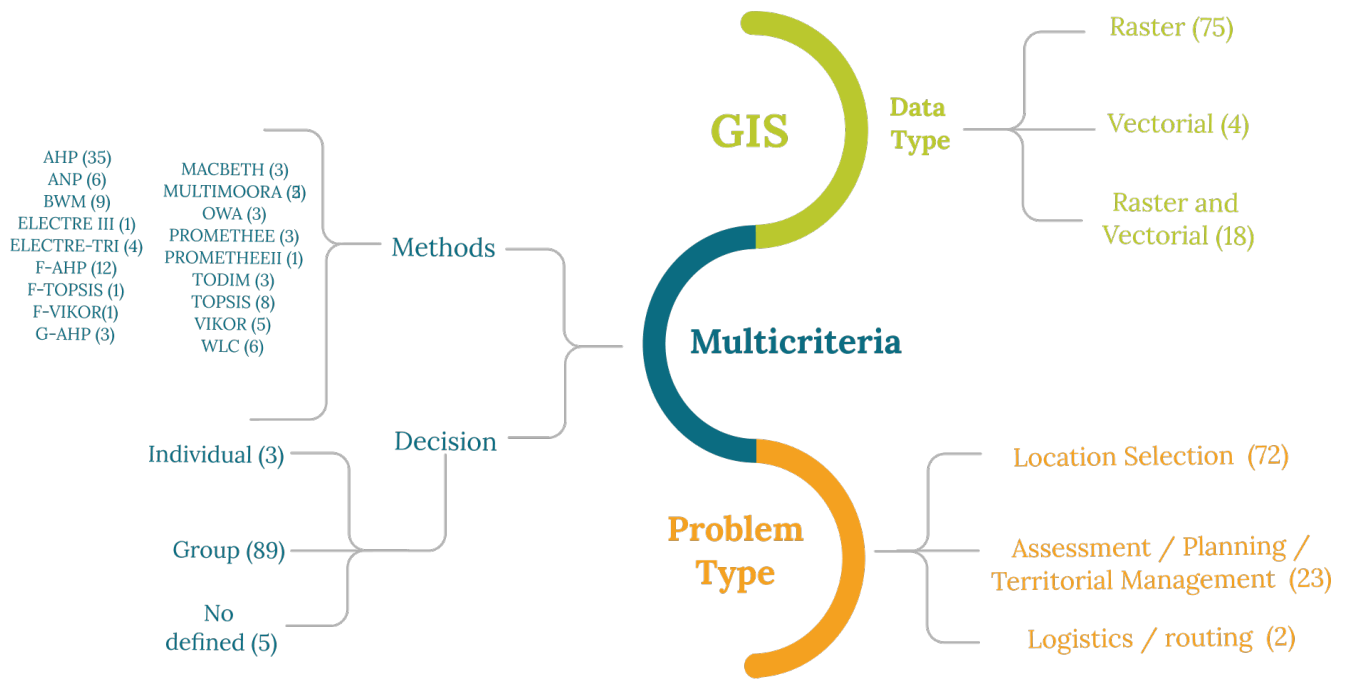 GIS
Data
Type
Raster (75)
Vectorial (4)
Raster and
Vectorial (18)
Multicriteria
Methods
AHP (35)
ANP (6)
BWM (9)
ELECTRE III (1)
ELECTRE-TRI (4)
F-AHP (12)
F-TOPSIS (1)
F-VIKOR(1)
G-AHP (3)
MACBETH (3)
MULTIMOORA
OWA (3)
PROMETHEE (3)
PROMETHEEII (1)
TODIM (3)
TOPSIS (8)
VIKOR (5)
WLC (6)
Decision
Individual (3)
Group (89)
No
defined (5)
Problem
Type
Location Selection (72)
Assessment / Planning /
Territorial Management (23)
Logistics / routing (2)